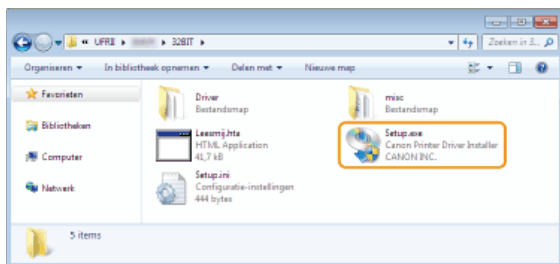 « UFRII ▸ ▸ 32BIT ▸
Zoeken in 3...
Organiseren
In bibliotheek opnemen
Delen met
Nieuwe map
Favorieten
Bibliotheken
Computer
Netwerk
Driver
Bestandsmap
misc
Bestandsmap
Leesmij.hta
HTML Application
41,7 kB
Setup.exe
Canon Printer Driver Installer
CANON INC.
Setup.ini
Configuratie-instellingen
444 bytes
5 items